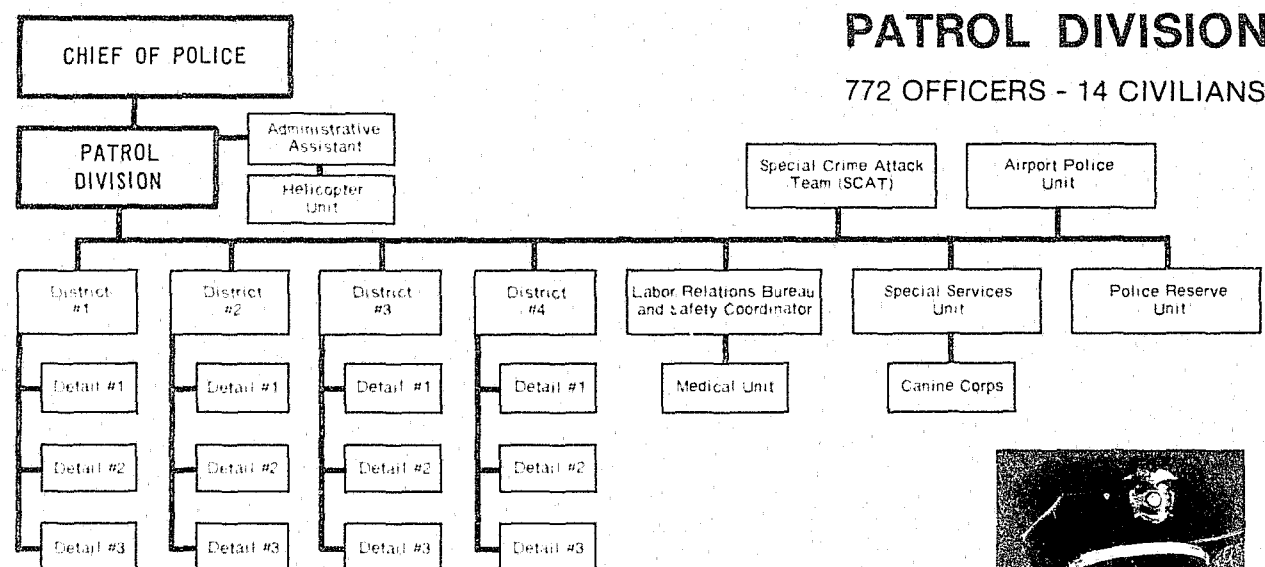 PATROL DIVISION
772 OFFICERS - 14 CIVILIANS
CHIEF OF POLICE
PATROL
DIVISION
Administrative
Assistant
Helicopter
Unit
Special Crime Attack
Team (SCAT)
Airport Police
Unit
District
#1
District
#2
District
#3
District
#4
Labor Relations Bureau
and Safety Coordinator
Special Services
Unit
Police Reserve
Unit
Detail #1
Detail #1
Detail #1
Detail #1
Medical Unit
Canine Corps
Detail #2
Detail #2
Detail #2
Detail #2
Detail #3
Detail #3
Detail #3
Detail #3